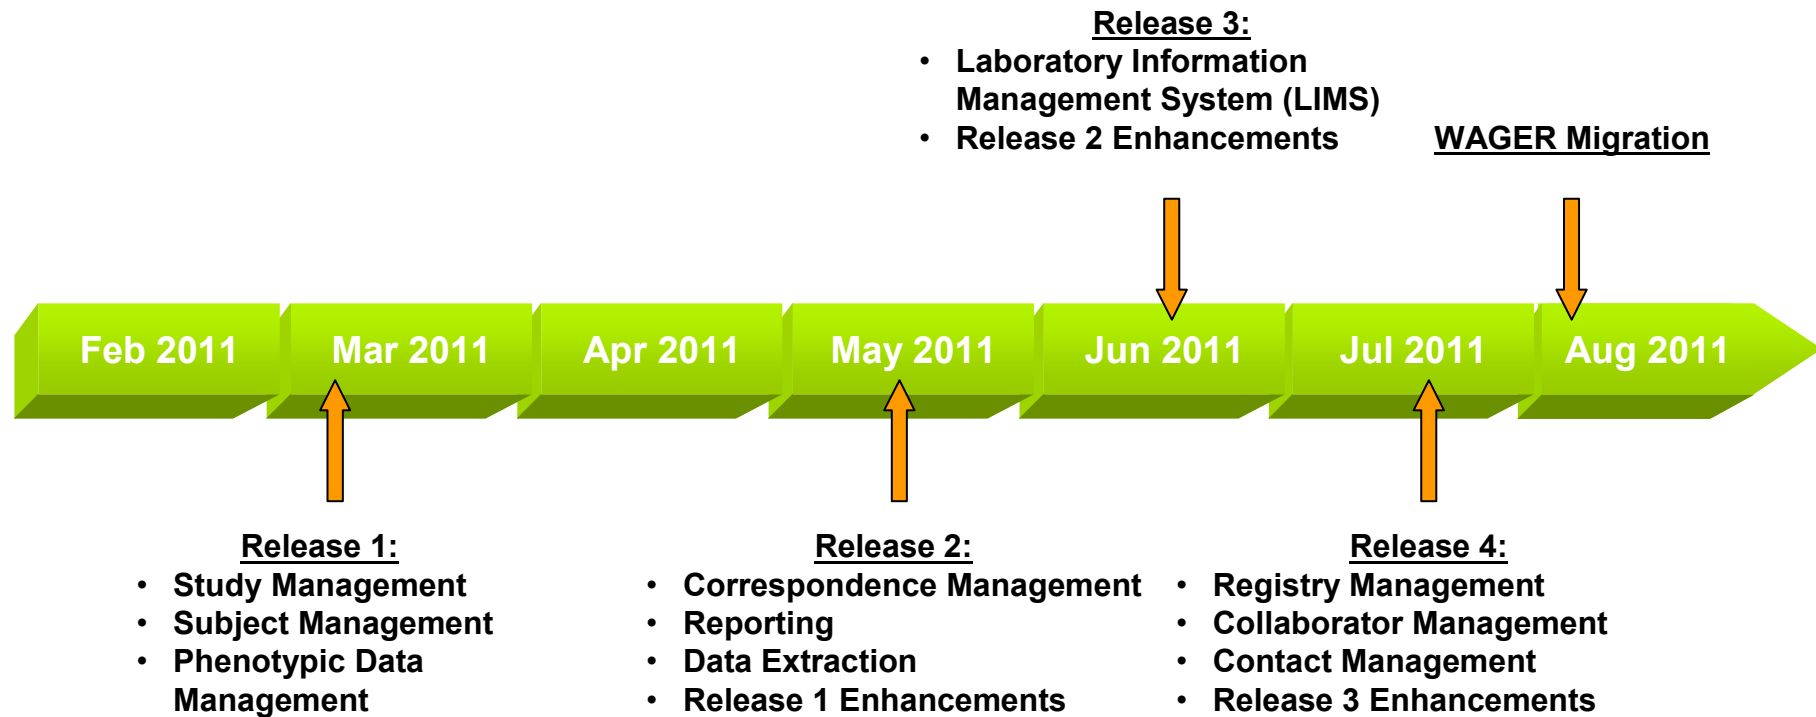 Release 3:
• Laboratory Information
Management System (LIMS)
• Release 2 Enhancements
WAGER Migration
Feb 2011
Mar 2011
Apr 2011
May 2011
Jun 2011
Jul 2011
Aug 2011
Release 1:
• Study Management
• Subject Management
• Phenotypic Data
Management
Release 2:
• Correspondence Management
• Reporting
• Data Extraction
• Release 1 Enhancements
Release 4:
• Registry Management
• Collaborator Management
• Contact Management
• Release 3 Enhancements